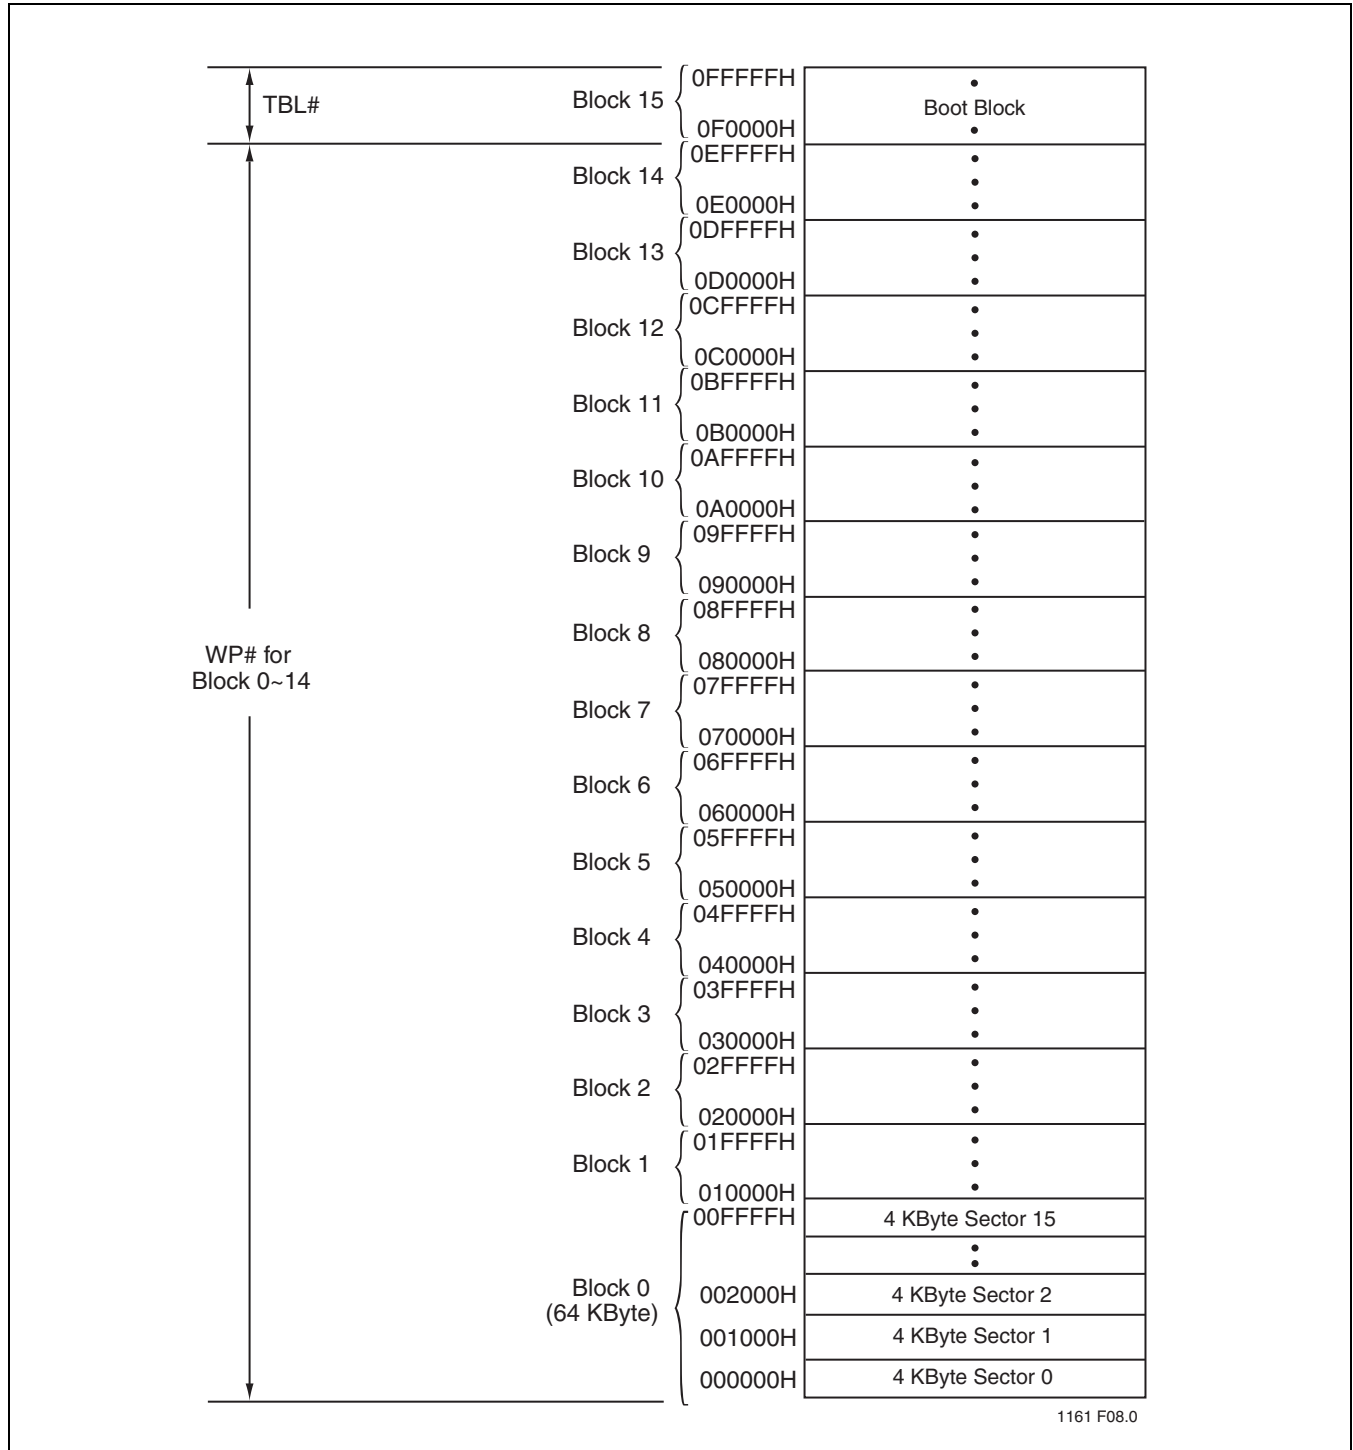 TBL#
Block 15
0FFFFFH
0F0000H
Boot Block
Block 14
0EFFFFH
0E0000H
Block 13
0DFFFFH
0D0000H
Block 12
0CFFFFH
0C0000H
Block 11
0BFFFFH
0B0000H
Block 10
0AFFFFH
0A0000H
Block 9
09FFFFH
090000H
Block 8
08FFFFH
080000H
WP# for
Block 0~14
Block 7
07FFFFH
070000H
Block 6
06FFFFH
060000H
Block 5
05FFFFH
050000H
Block 4
04FFFFH
040000H
Block 3
03FFFFH
030000H
Block 2
02FFFFH
020000H
Block 1
01FFFFH
010000H
Block 0
(64 KByte)
00FFFFH
4 KByte Sector 15
002000H
4 KByte Sector 2
001000H
4 KByte Sector 1
000000H
4 KByte Sector 0
1161 F08.0